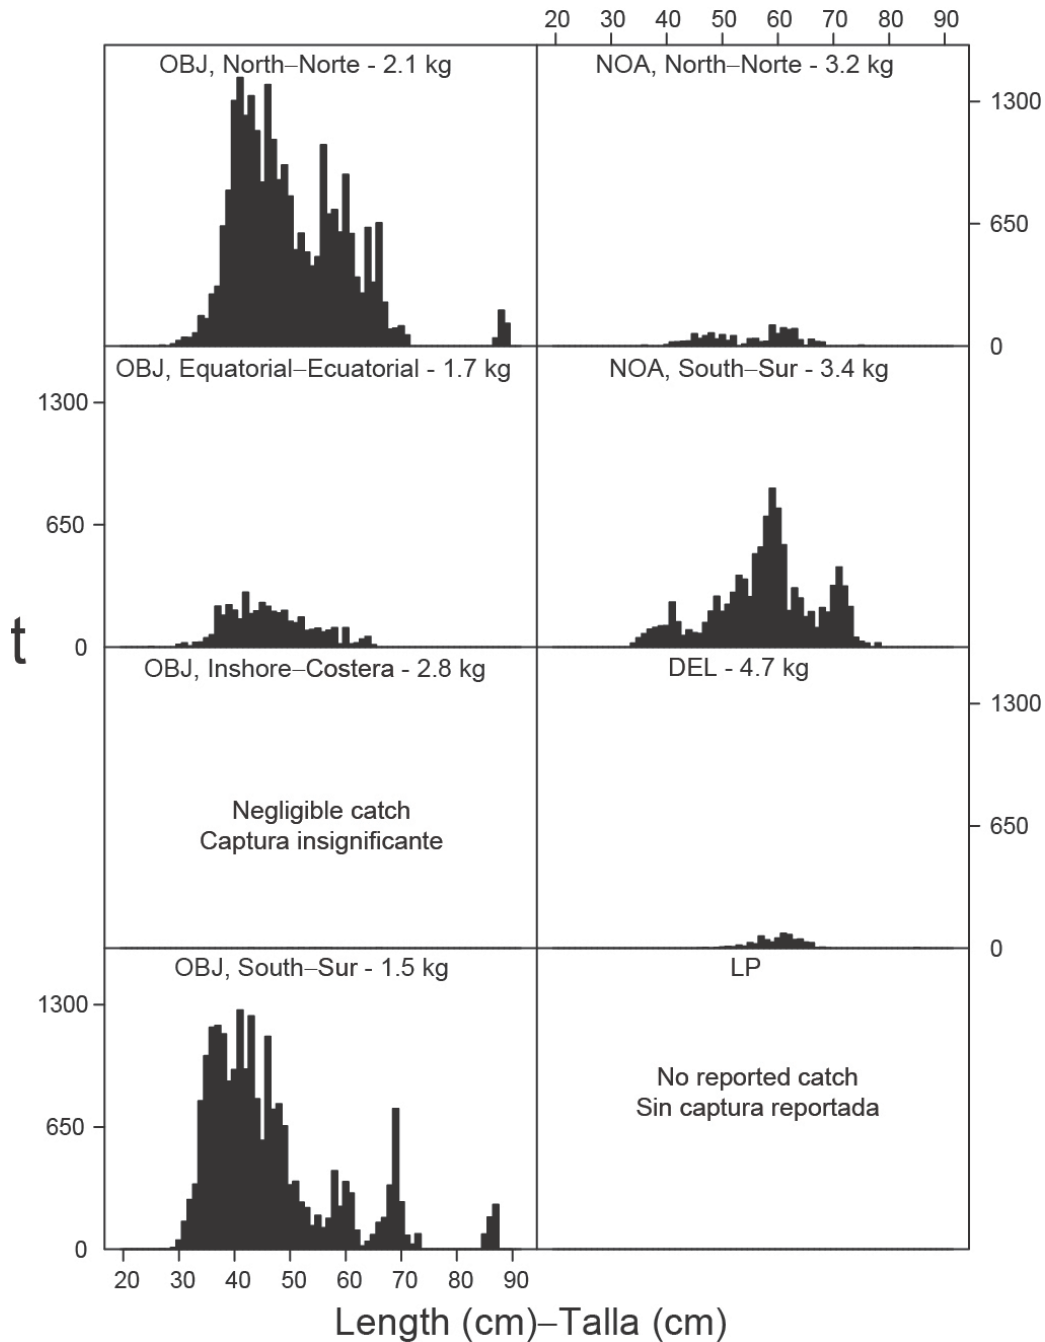 20 30 40 50 60 70 80 90
OBJ, North–Norte - 2.1 kg
NOA, North–Norte - 3.2 kg
1300
650
0
OBJ, Equatorial–Ecuatorial - 1.7 kg
NOA, South–Sur - 3.4 kg
1300
650
0
t
OBJ, Inshore–Costera - 2.8 kg
DEL - 4.7 kg
1300
650
0
Negligible catch
Captura insignificante
OBJ, South–Sur - 1.5 kg
LP
1300
650
0
No reported catch
Sin captura reportada
20 30 40 50 60 70 80 90
Length (cm)–Talla (cm)